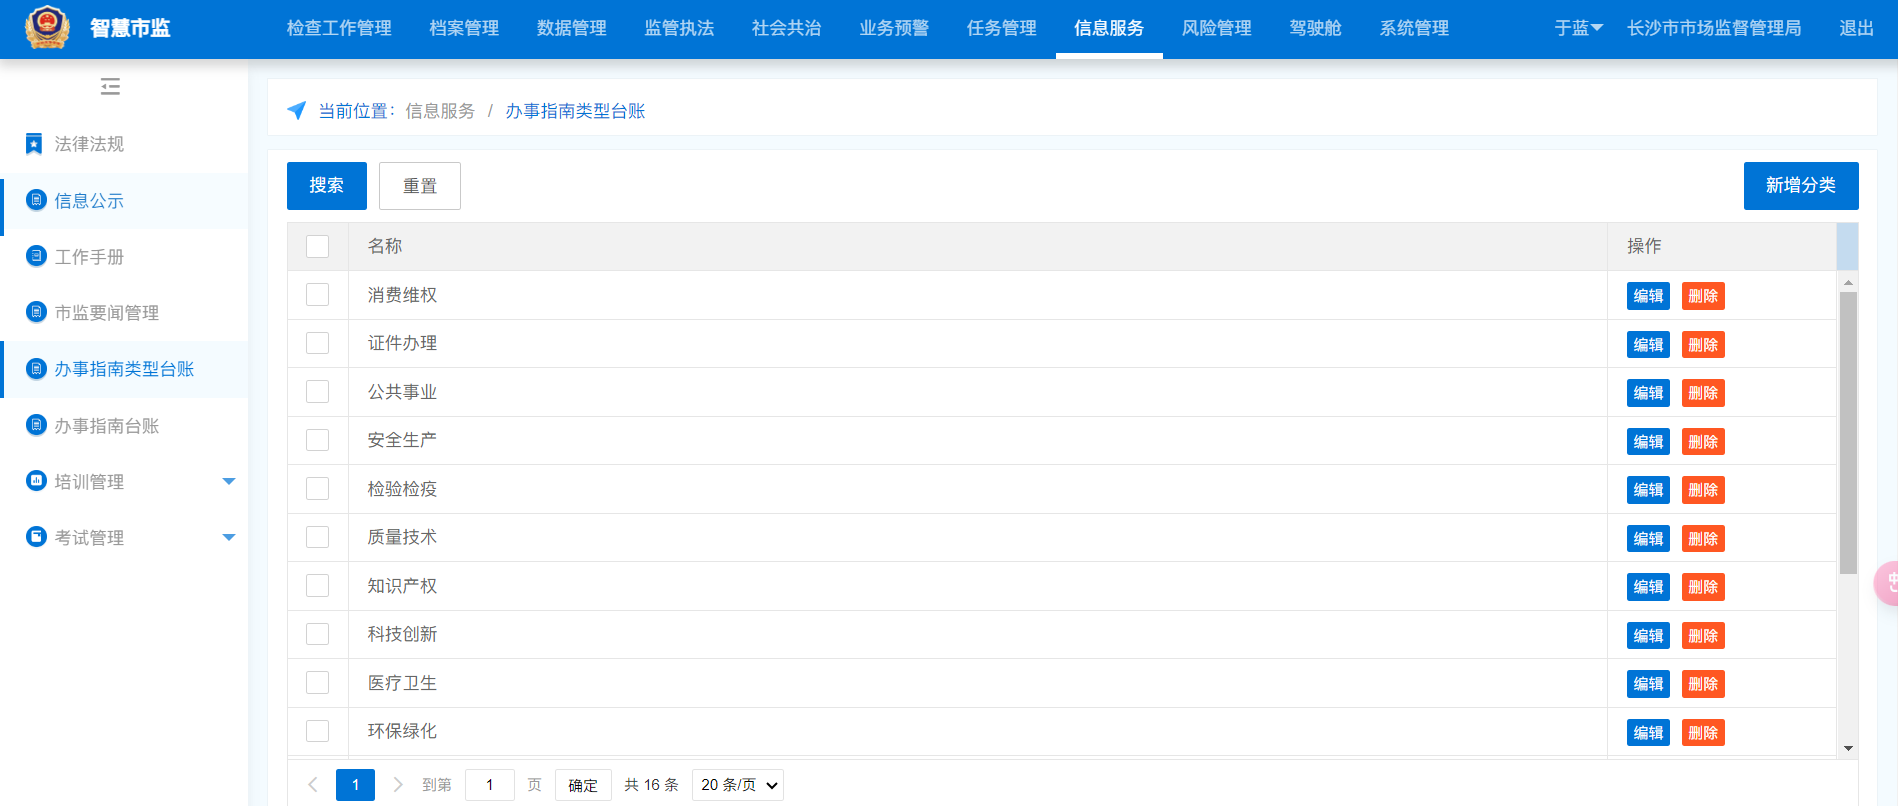 智慧市监
检查工作管理 档案管理 数据管理 监管执法 社会共治 业务预警 任务管理 信息服务 风险管理 驾驶舱 系统管理 于蓝 长沙市市场监督管理局 退出
法律法规
信息公示
工作手册
市监要闻管理
办事指南类型台账
办事指南台账
培训管理
考试管理
当前位置： 信息服务 / 办事指南类型台账
搜索 重置 新增分类
名称 操作
消费维权 编辑 删除
证件办理 编辑 删除
公共事业 编辑 删除
安全生产 编辑 删除
检验检疫 编辑 删除
质量技术 编辑 删除
知识产权 编辑 删除
科技创新 编辑 删除
医疗卫生 编辑 删除
环保绿化 编辑 删除
1 到第 1 页 确定 共 16 条 20 条/页